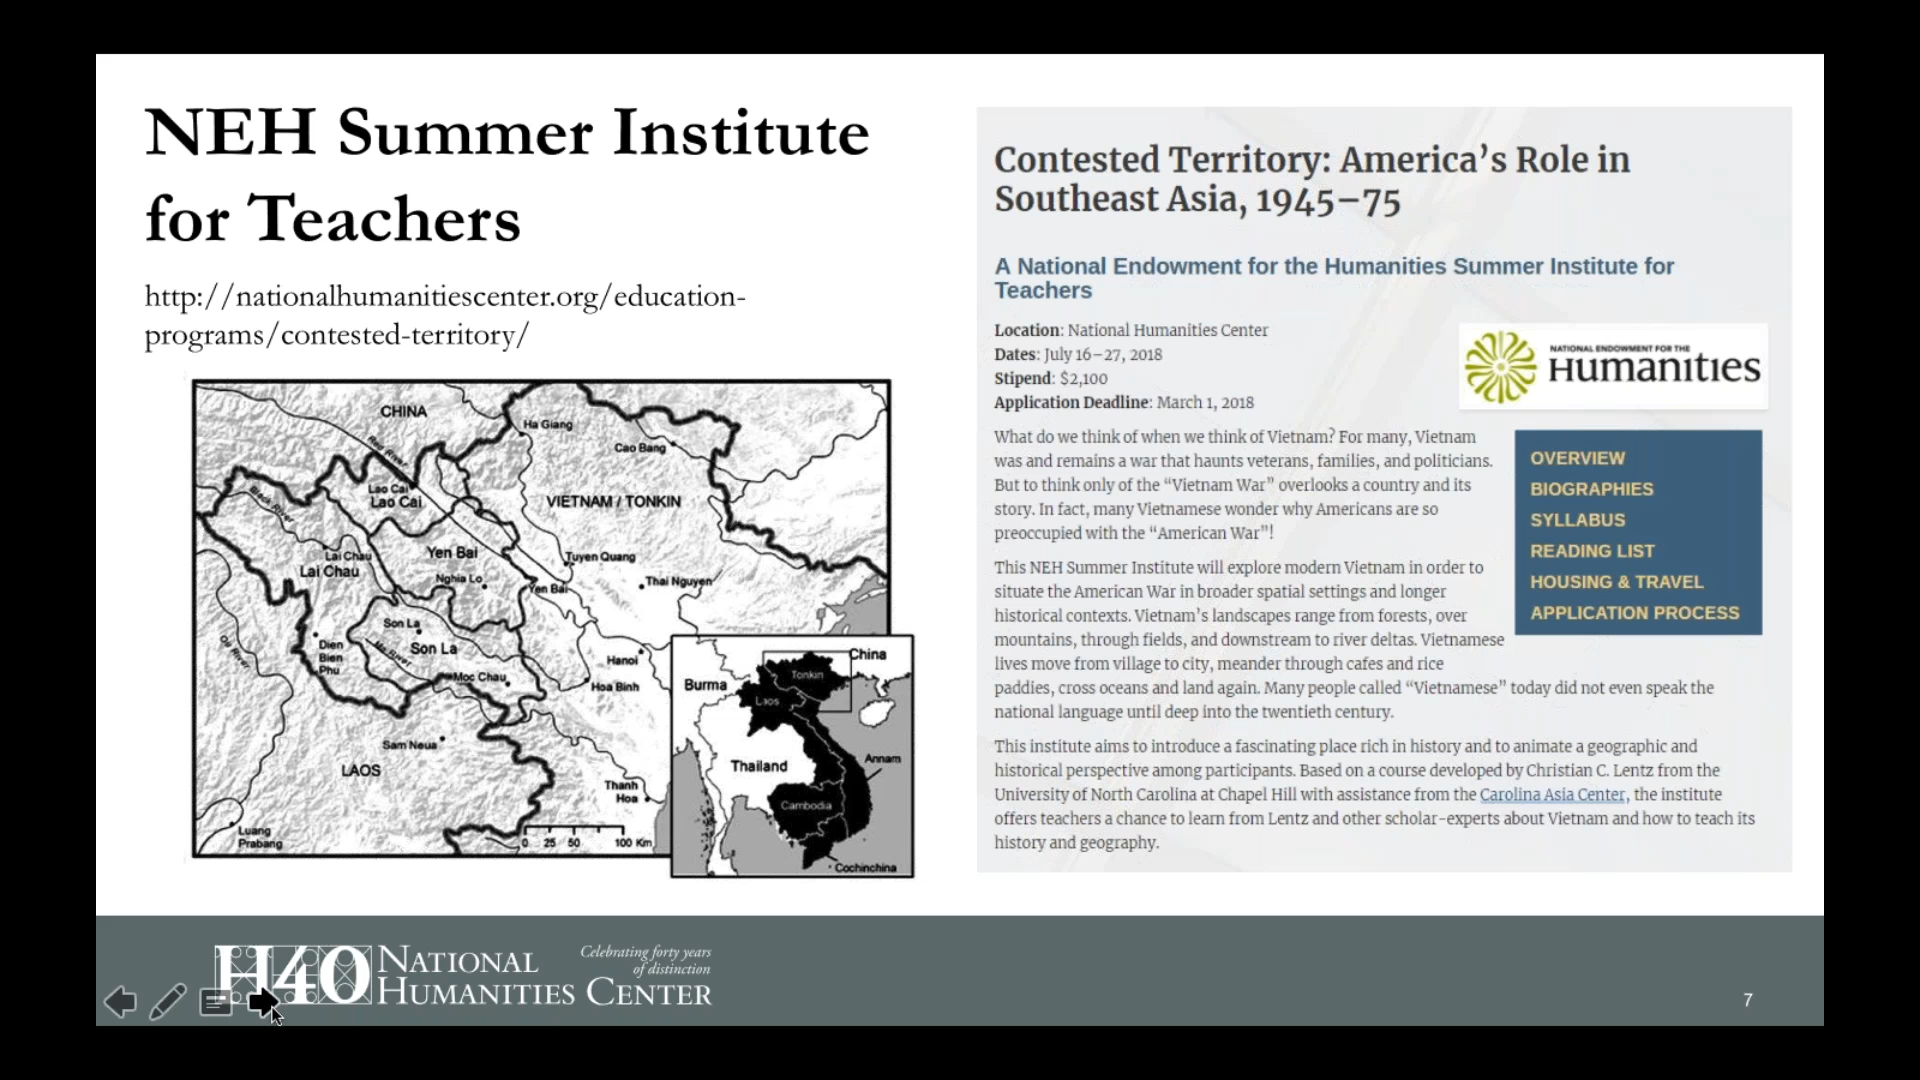 NEH Summer Institute
for Teachers
http://nationalhumanitiescenter.org/education-
programs/contested-territory/
CHINA
Ha Giang
Cao Bang
Red River
Lao Cai
Lao Cai
VIETNAM / TONKIN
Black River
Lai Chau
Lai Chau
Yen Bai
Nghia Lo
Tuyen Quang
Yen Bai
Thai Nguyen
Son La
Son La
Dien
Bien
Phu
Ma River
Moc Chau
Hanoi
Hoa Binh
Sam Neua
LAOS
Thanh
Hoa
Luang
Prabang
0 25 50 100 Km
China
Burma
Tonkin
Laos
Thailand
Annam
Cambodia
Cochinchina
Contested Territory: America’s Role in
Southeast Asia, 1945–75
A National Endowment for the Humanities Summer Institute for
Teachers
Location: National Humanities Center
Dates: July 16–27, 2018
Stipend: $2,100
Application Deadline: March 1, 2018
NATIONAL ENDOWMENT FOR THE
Humanities
What do we think of when we think of Vietnam? For many, Vietnam
was and remains a war that haunts veterans, families, and politicians.
But to think only of the “Vietnam War” overlooks a country and its
story. In fact, many Vietnamese wonder why Americans are so
preoccupied with the “American War”!
This NEH Summer Institute will explore modern Vietnam in order to
situate the American War in broader spatial settings and longer
historical contexts. Vietnam’s landscapes range from forests, over
mountains, through fields, and downstream to river deltas. Vietnamese
lives move from village to city, meander through cafes and rice
paddies, cross oceans and land again. Many people called “Vietnamese” today did not even speak the
national language until deep into the twentieth century.
This institute aims to introduce a fascinating place rich in history and to animate a geographic and
historical perspective among participants. Based on a course developed by Christian C. Lentz from the
University of North Carolina at Chapel Hill with assistance from the Carolina Asia Center, the institute
offers teachers a chance to learn from Lentz and other scholar-experts about Vietnam and how to teach its
history and geography.
OVERVIEW
BIOGRAPHIES
SYLLABUS
READING LIST
HOUSING & TRAVEL
APPLICATION PROCESS
H40
NATIONAL
HUMANITIES CENTER
Celebrating forty years
of distinction
7